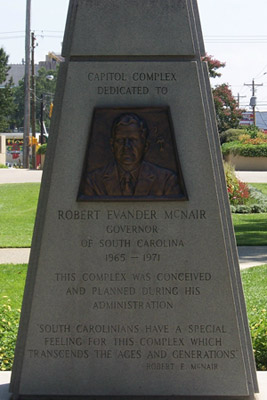 CAPITOL COMPLEX
DEDICATED TO
ROBERT EVANDER MCNAIR
GOVERNOR
OF SOUTH CAROLINA
1965 — 1971
THIS COMPLEX WAS CONCEIVED
AND PLANNED DURING HIS
ADMINISTRATION
"SOUTH CAROLINIANS HAVE A SPECIAL
FEELING FOR THIS COMPLEX WHICH
TRANSCENDS THE AGES AND GENERATIONS"
ROBERT E. MCNAIR